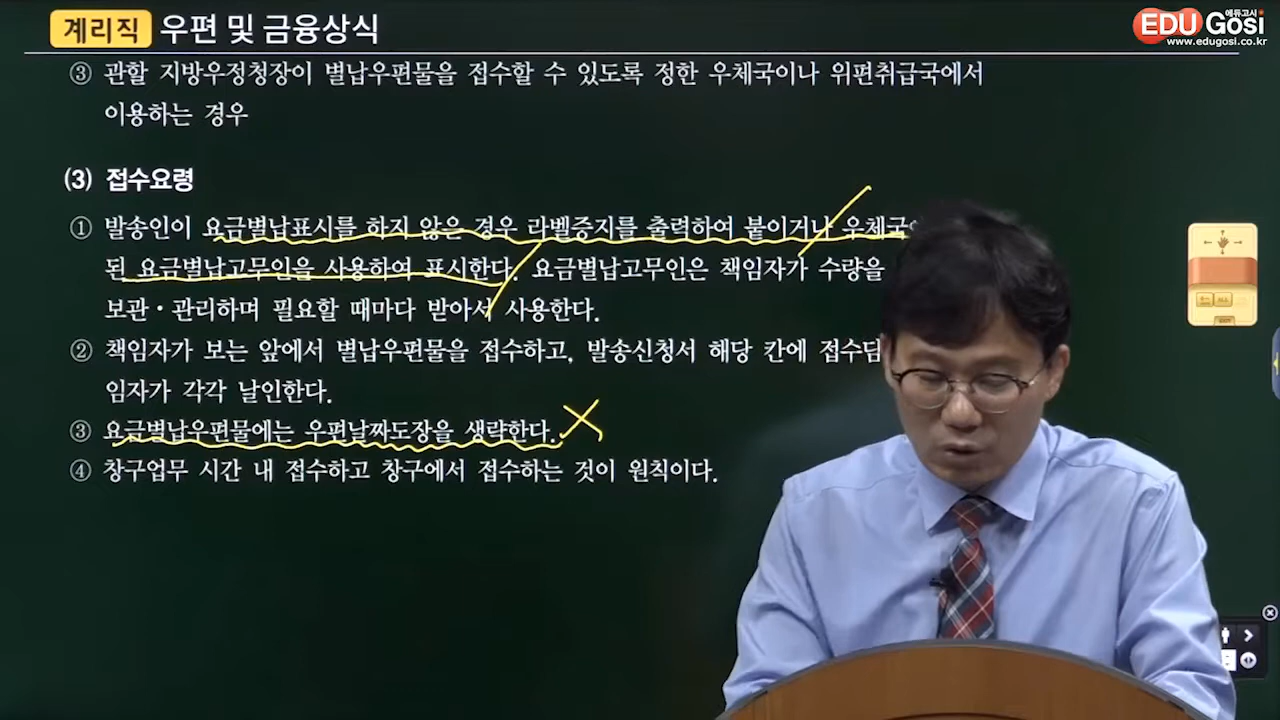 계리직 우편 및 금융상식
에듀고시
EDU Gosi
www.edugosi.co.kr
③ 관할 지방우정청장이 별납우편물을 접수할 수 있도록 정한 우체국이나 우편취급국에서
이용하는 경우
(3) 접수요령
① 발송인이 요금별납표시를 하지 않은 경우 라벨증지를 출력하여 붙이거나 우체국
된 요금별납고무인을 사용하여 표시한다. 요금별납고무인은 책임자가 수량을
보관·관리하며 필요할 때마다 받아서 사용한다.
② 책임자가 보는 앞에서 별납우편물을 접수하고, 발송신청서 해당 칸에 접수담
임자가 각각 날인한다.
③ 요금별납우편물에는 우편날짜도장을 생략한다.
④ 창구업무 시간 내 접수하고 창구에서 접수하는 것이 원칙이다.